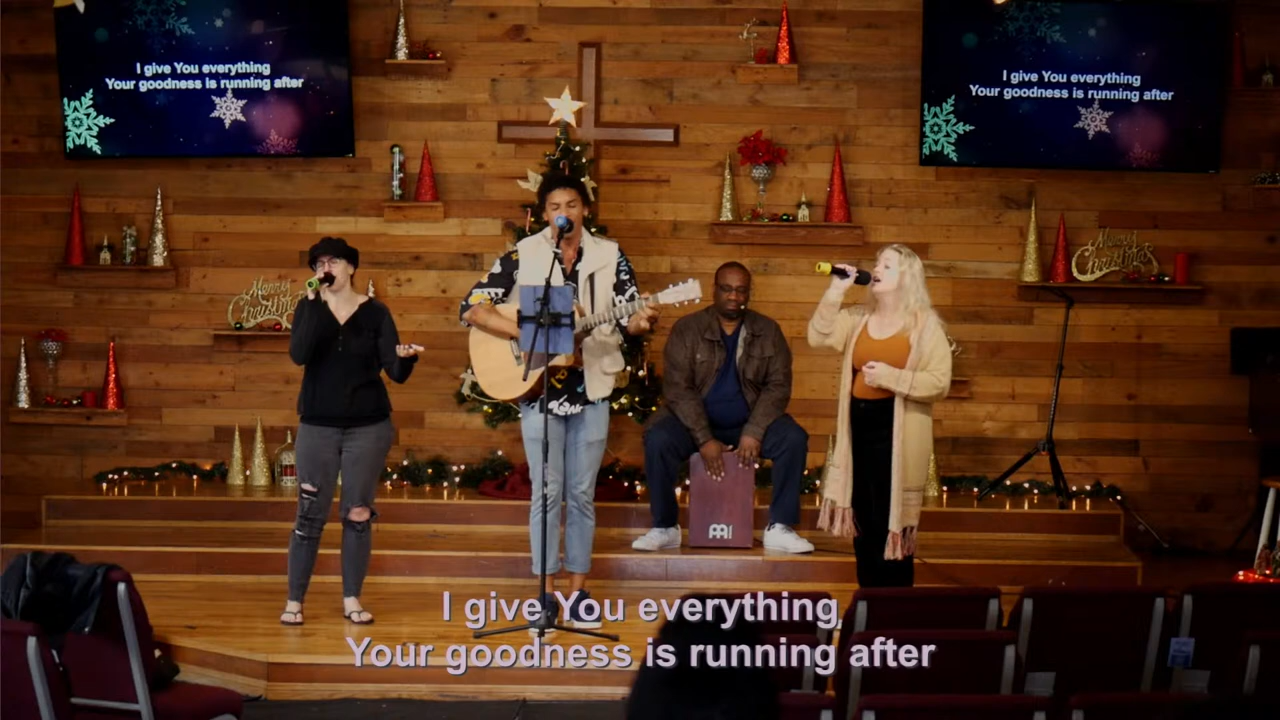 I give You everything
Your goodness is running after
I give You everything
Your goodness is running after
Merry
Christmas
Merry
Christmas
MEINL
I give You everything
Your goodness is running after